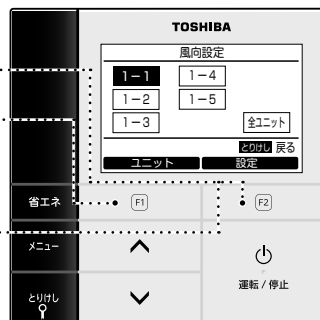 TOSHIBA
風向設定
1-1 1-4
1-2 1-5
1-3 全ユニット
とりけし 戻る
ユニット 設定
省エネ F1 F2
メニュー
運転 / 停止
とりけし